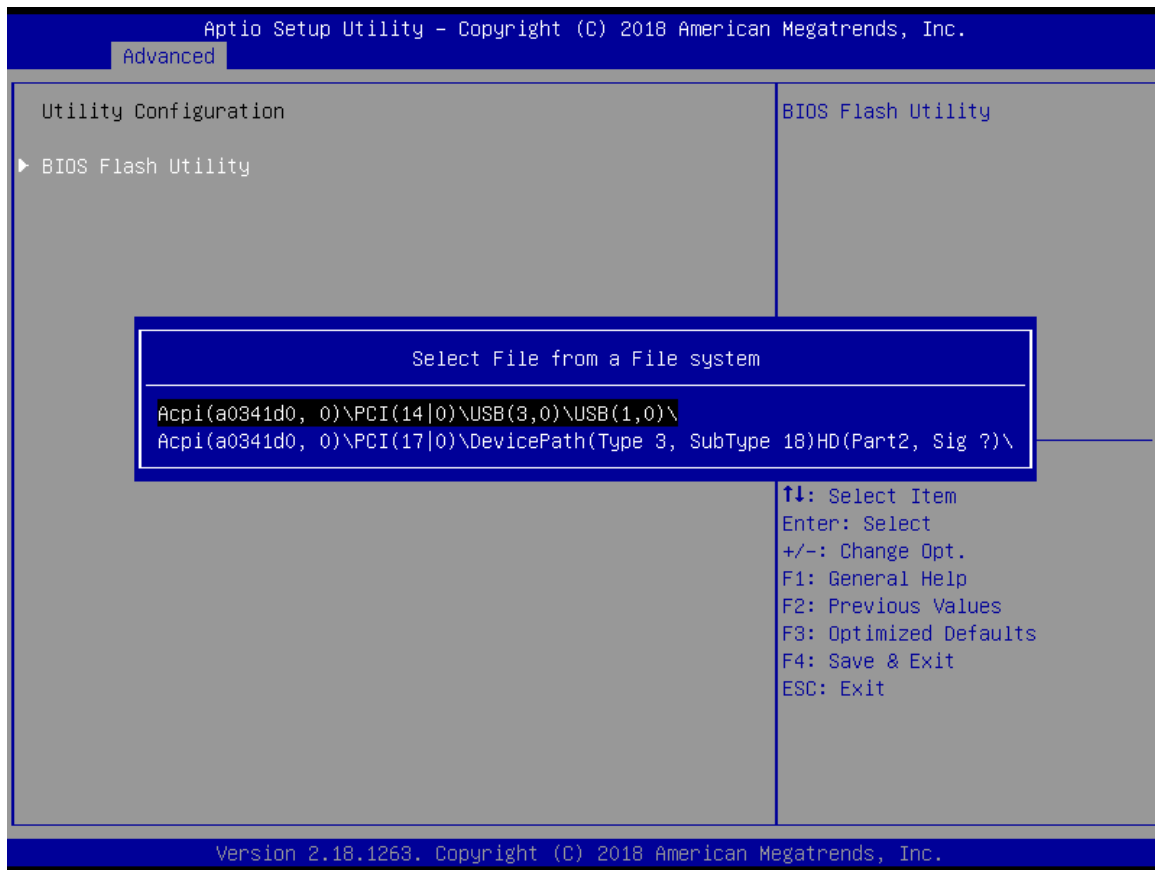 Aptio Setup Utility – Copyright (C) 2018 American Megatrends, Inc.
Advanced
Utility Configuration
BIOS Flash Utility
BIOS Flash Utility
Select File from a File system
Acpi(a0341d0, 0)\PCI(14|0)\USB(3,0)\USB(1,0)\
Acpi(a0341d0, 0)\PCI(17|0)\DevicePath(Type 3, SubType 18)HD(Part2, Sig ?)\
↑↓: Select Item
Enter: Select
+/-: Change Opt.
F1: General Help
F2: Previous Values
F3: Optimized Defaults
F4: Save & Exit
ESC: Exit
Version 2.18.1263. Copyright (C) 2018 American Megatrends, Inc.